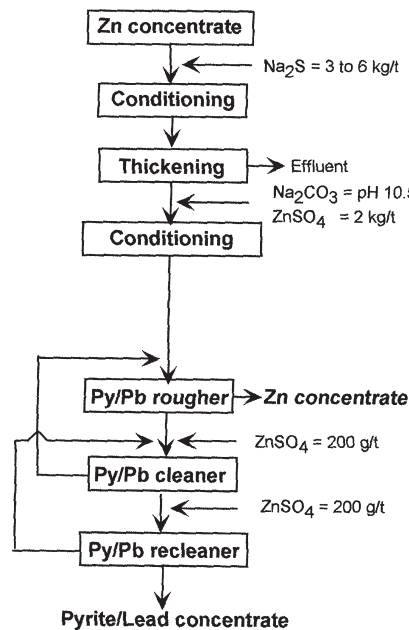 Zn concentrate
Na₂S = 3 to 6 kg/t
Conditioning
Thickening
Effluent
Na₂CO₃ = pH 10.5
ZnSO₄ = 2 kg/t
Conditioning
Py/Pb rougher
Zn concentrate
ZnSO₄ = 200 g/t
Py/Pb cleaner
ZnSO₄ = 200 g/t
Py/Pb recleaner
Pyrite/Lead concentrate